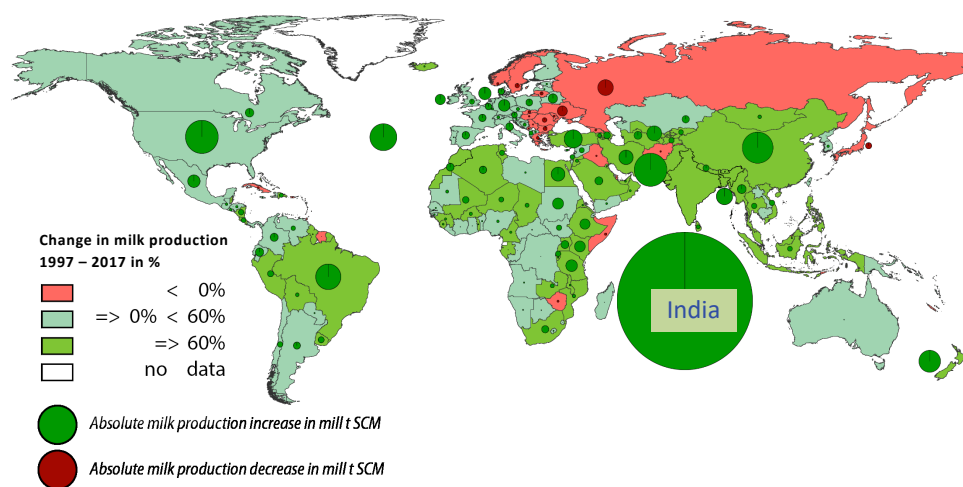 India
Change in milk production
1997 – 2017 in %
< 0%
=> 0% < 60%
=> 60%
no data
Absolute milk production increase in mill t SCM
Absolute milk production decrease in mill t SCM